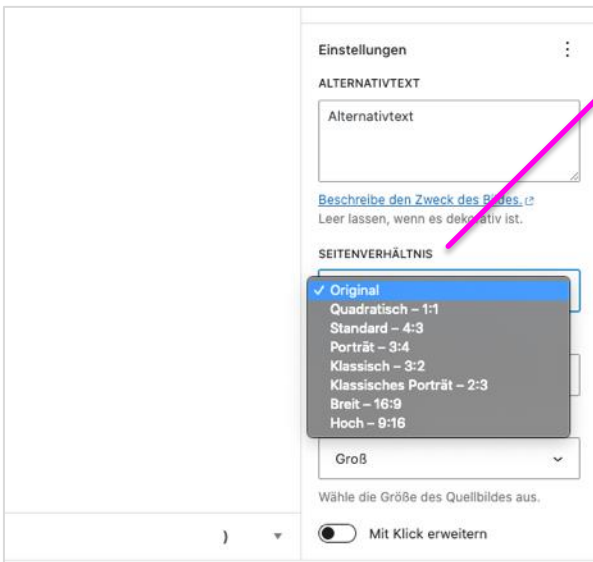 Einstellungen
ALTERNATIVTEXT
Alternativtext
Beschreibe den Zweck des Bildes.
Leer lassen, wenn es dekorativ ist.
SEITENVERHÄLTNIS
✓ Original
Quadratisch – 1:1
Standard – 4:3
Porträt – 3:4
Klassisch – 3:2
Klassisches Porträt – 2:3
Breit – 16:9
Hoch – 9:16
Groß
Wähle die Größe des Quellbildes aus.
)
Mit Klick erweitern